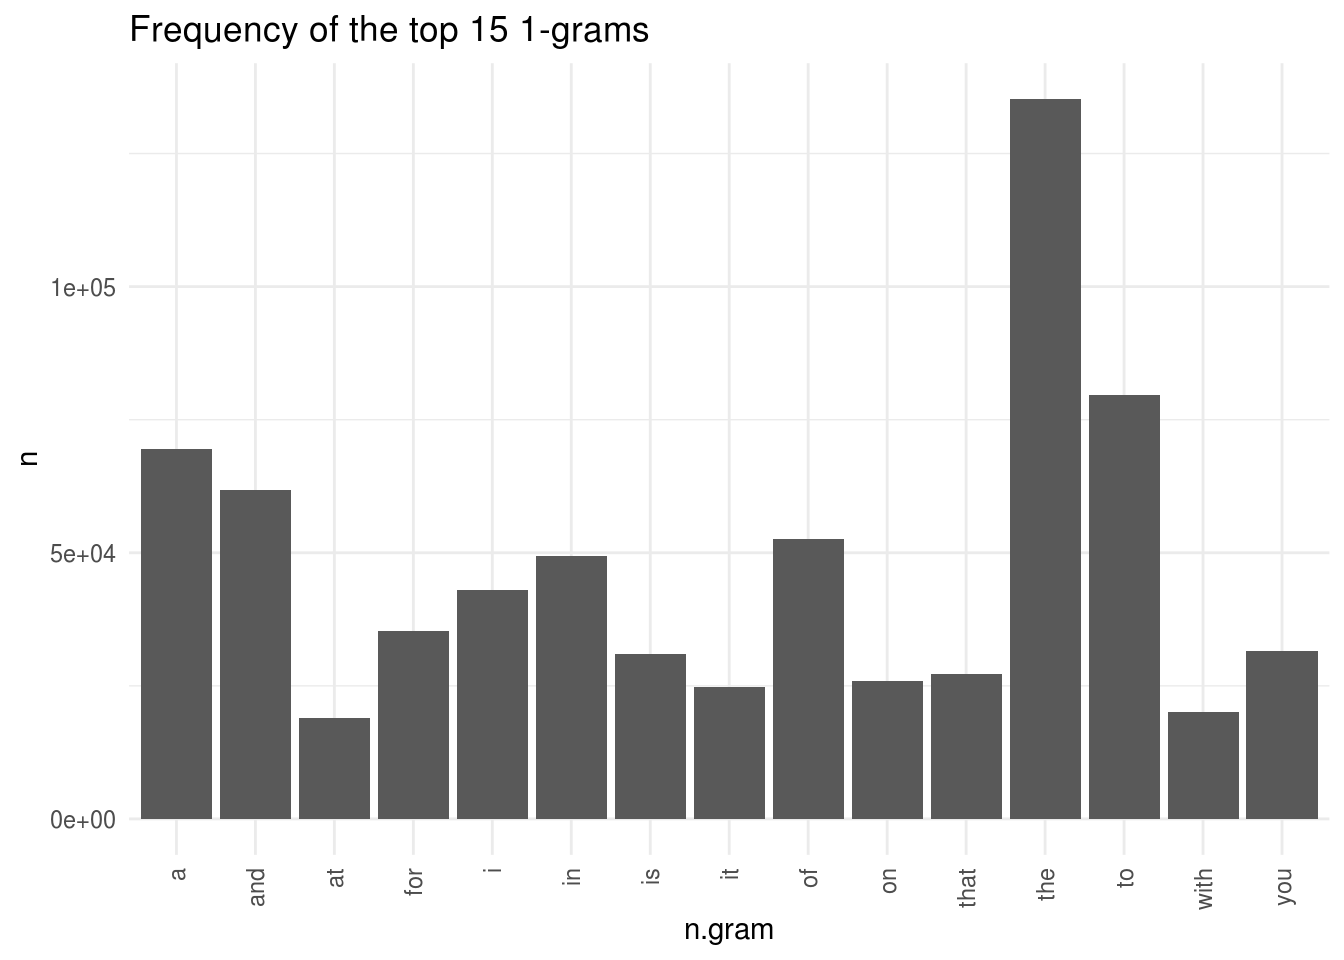 Frequency of the top 15 1-grams
n
1e+05
5e+04
0e+00
a and at for i in is it of on that the to with you
n.gram